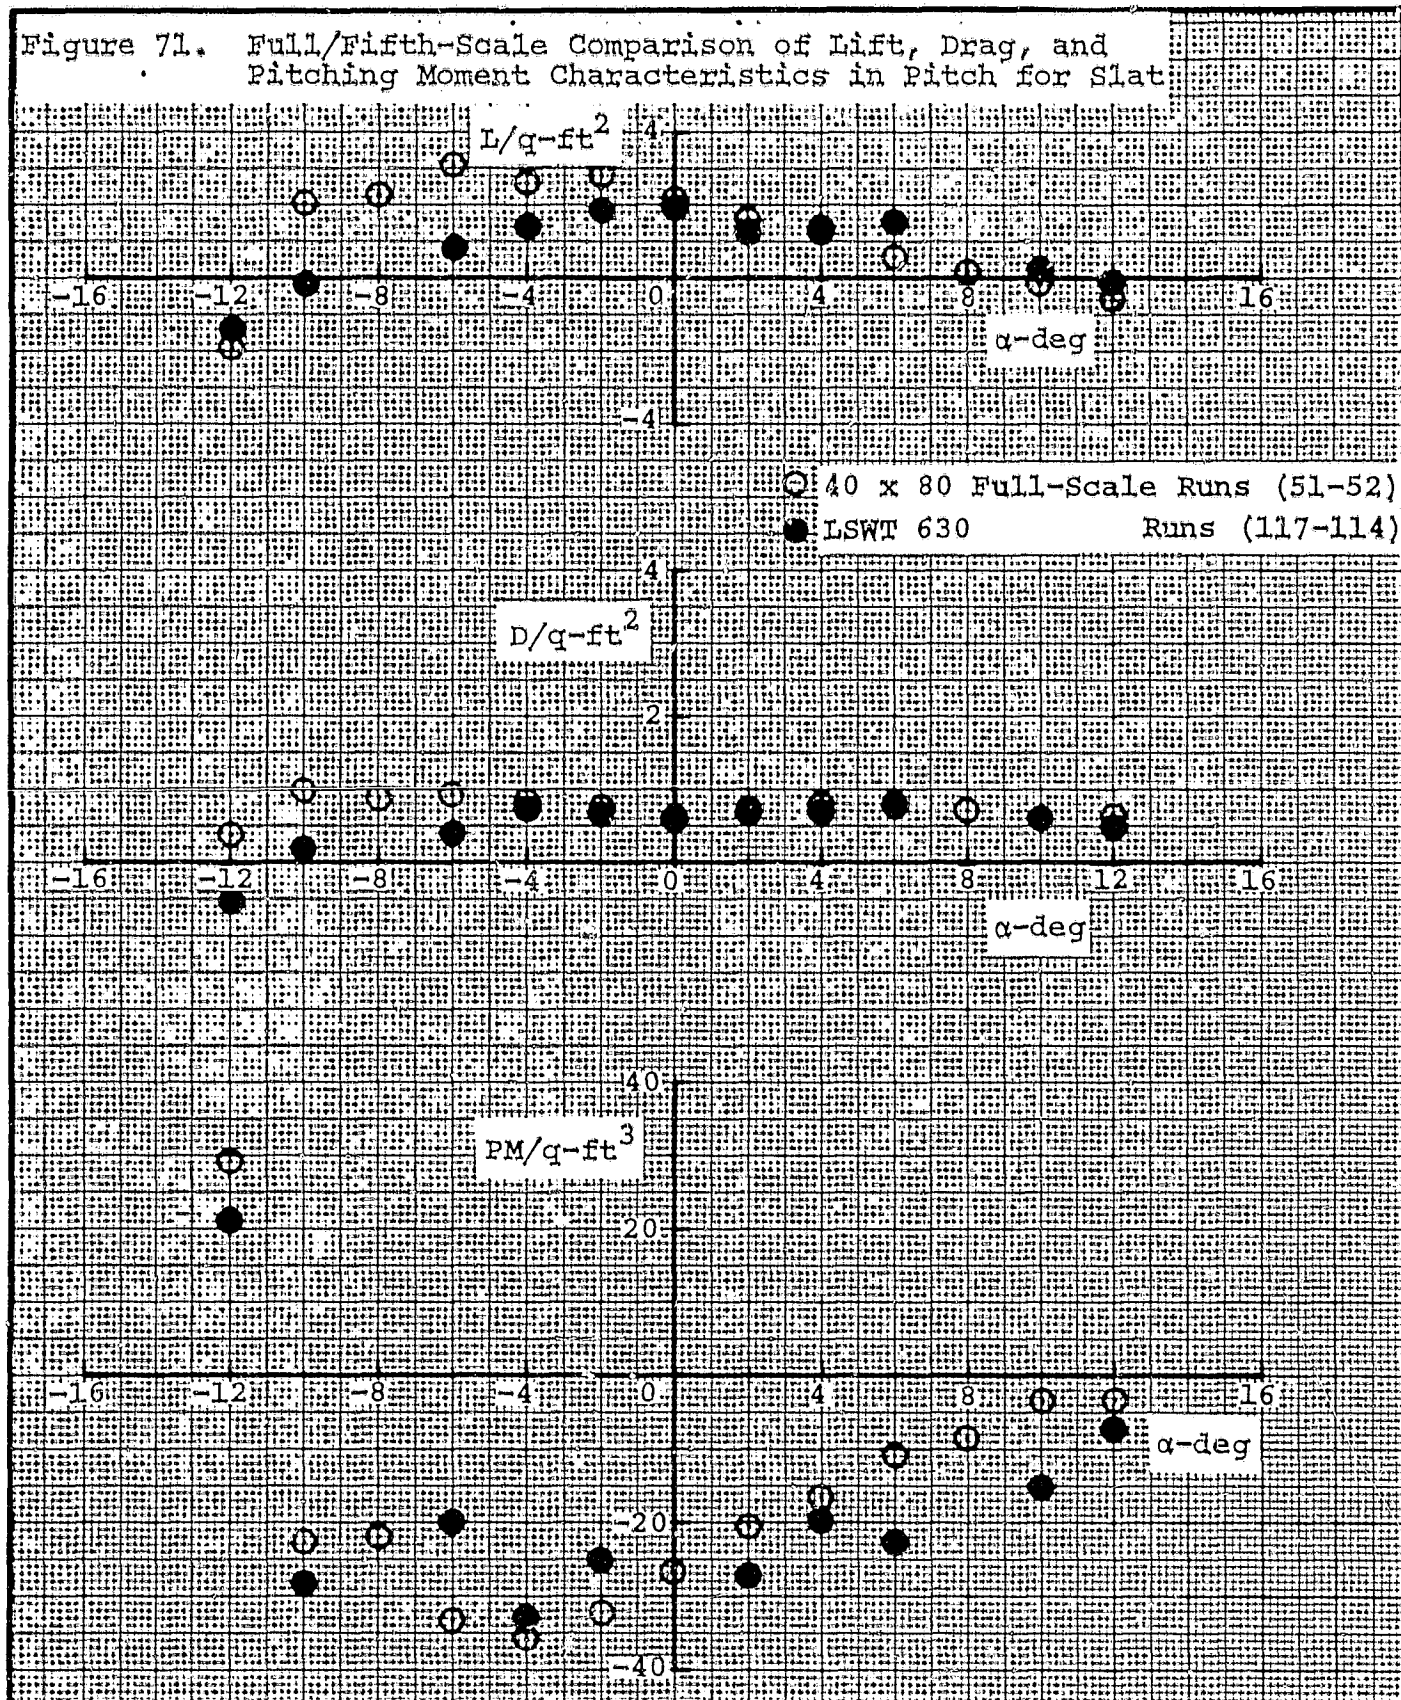 Figure 71. Full/Fifth-Scale Comparison of Lift, Drag, and
Pitching Moment Characteristics in Pitch for Slat
L/q-ft²
4
-16 -12 -8 -4 0 4 8 12 16
α-deg
-4
40 x 80 Full-Scale Runs (51-52)
LSWT 630 Runs (117-114)
4
D/q-ft²
2
-16 -12 -8 -4 0 4 8 12 16
α-deg
40
PM/q-ft³
20
-16 -12 -8 -4 0 4 8 12 16
α-deg
-20
-40